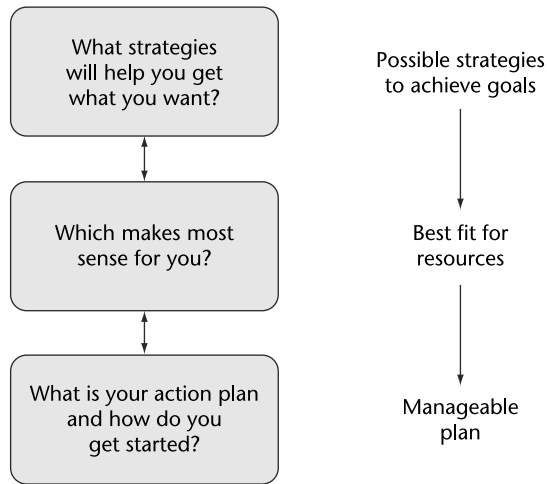 What strategies
will help you get
what you want?
Possible strategies
to achieve goals
Which makes most
sense for you?
Best fit for
resources
What is your action plan
and how do you
get started?
Manageable
plan